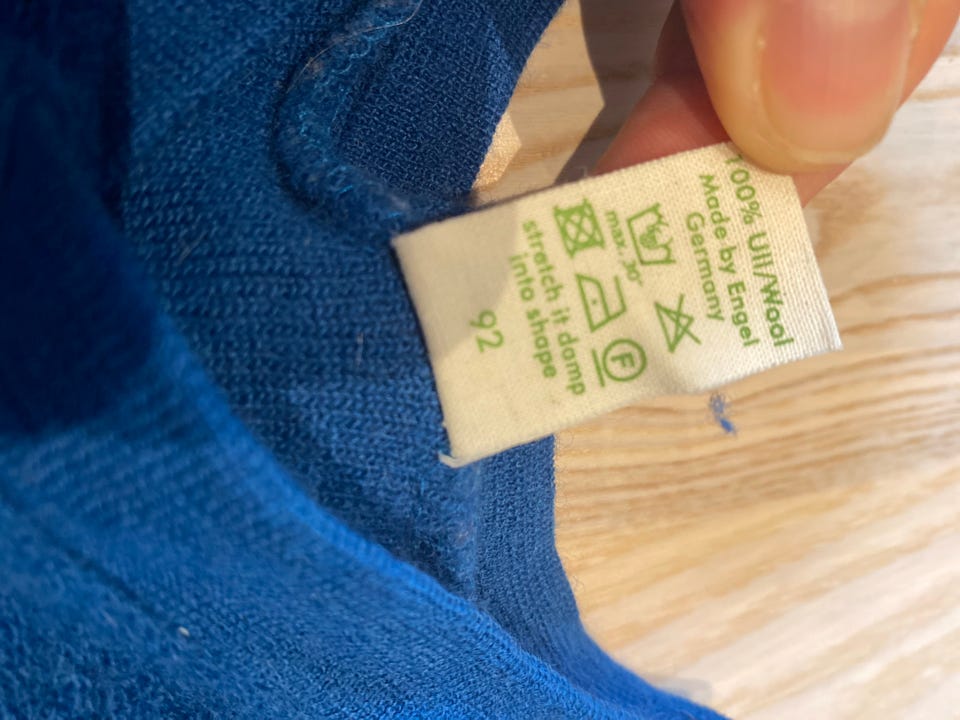 100% Ull/Wool
Made by Engel
Germany
max. 30°
F
stretch it damp
into shape
92